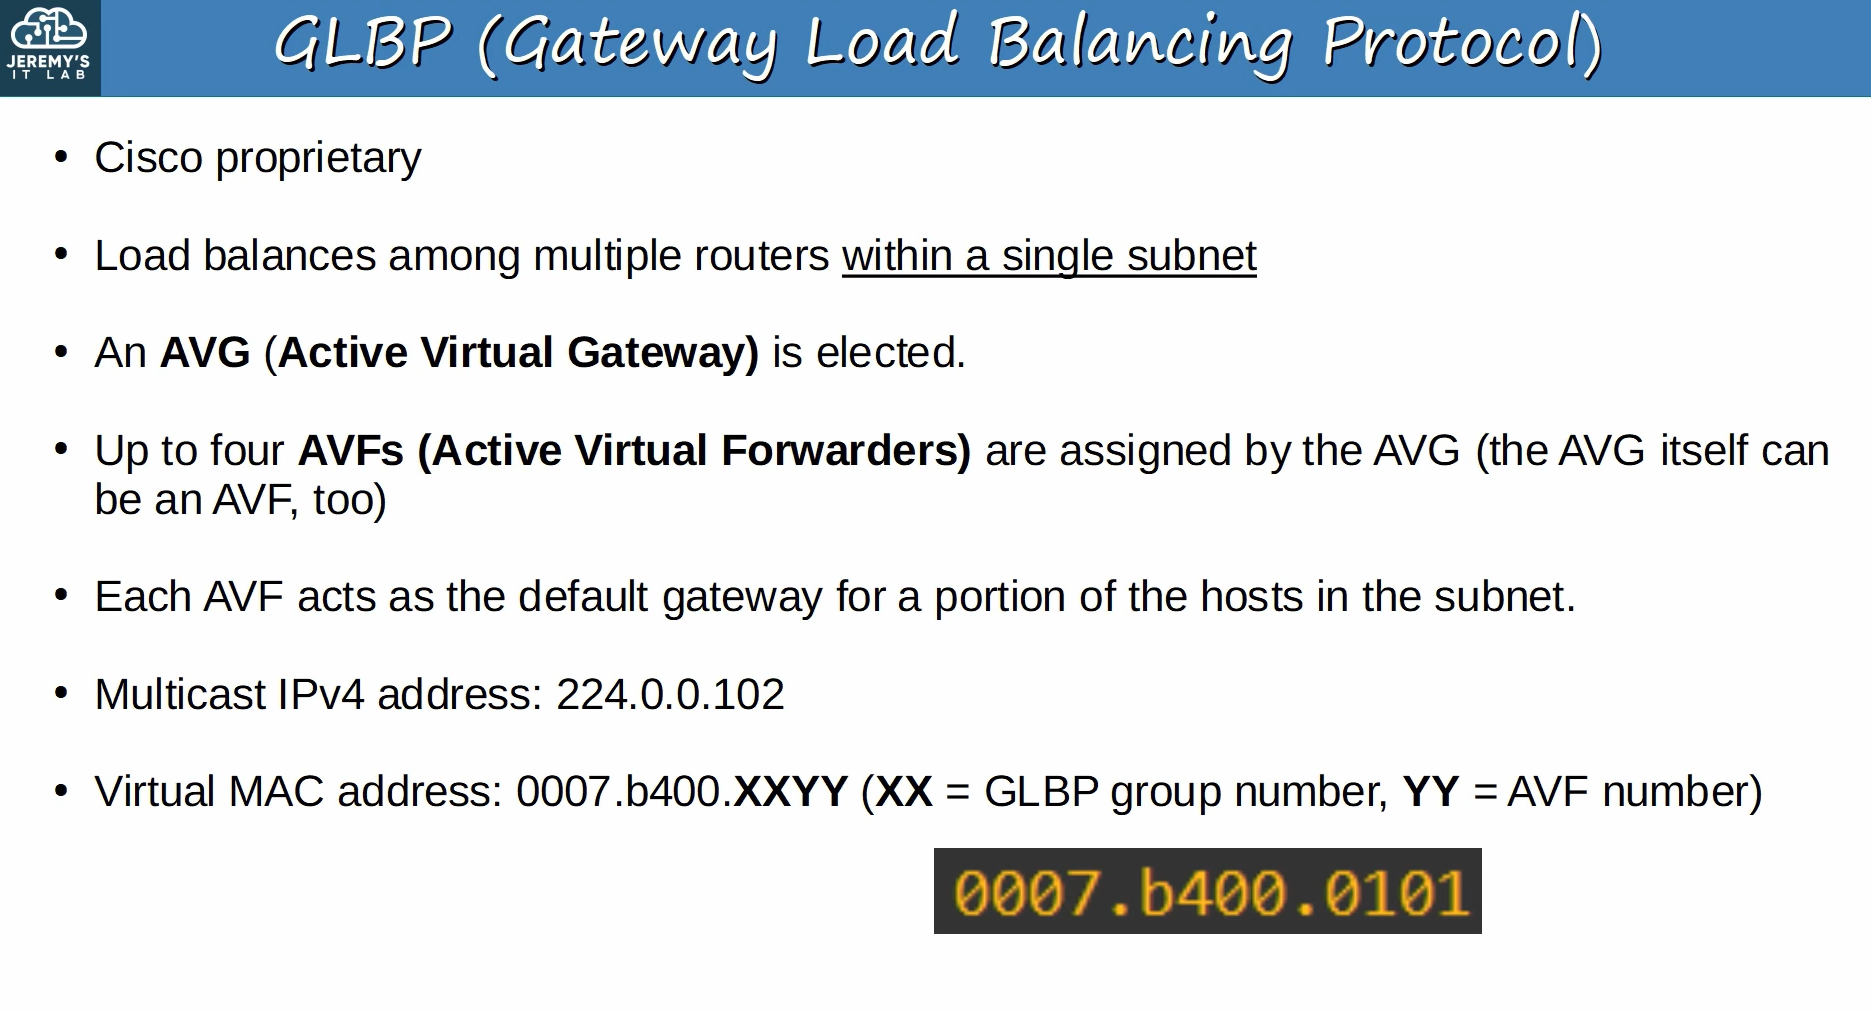 JEREMY'S
IT LAB
GLBP (Gateway Load Balancing Protocol)
• Cisco proprietary
• Load balances among multiple routers within a single subnet
• An AVG (Active Virtual Gateway) is elected.
• Up to four AVFs (Active Virtual Forwarders) are assigned by the AVG (the AVG itself can
be an AVF, too)
• Each AVF acts as the default gateway for a portion of the hosts in the subnet.
• Multicast IPv4 address: 224.0.0.102
• Virtual MAC address: 0007.b400.XXYY (XX = GLBP group number, YY = AVF number)
0007.b400.0101